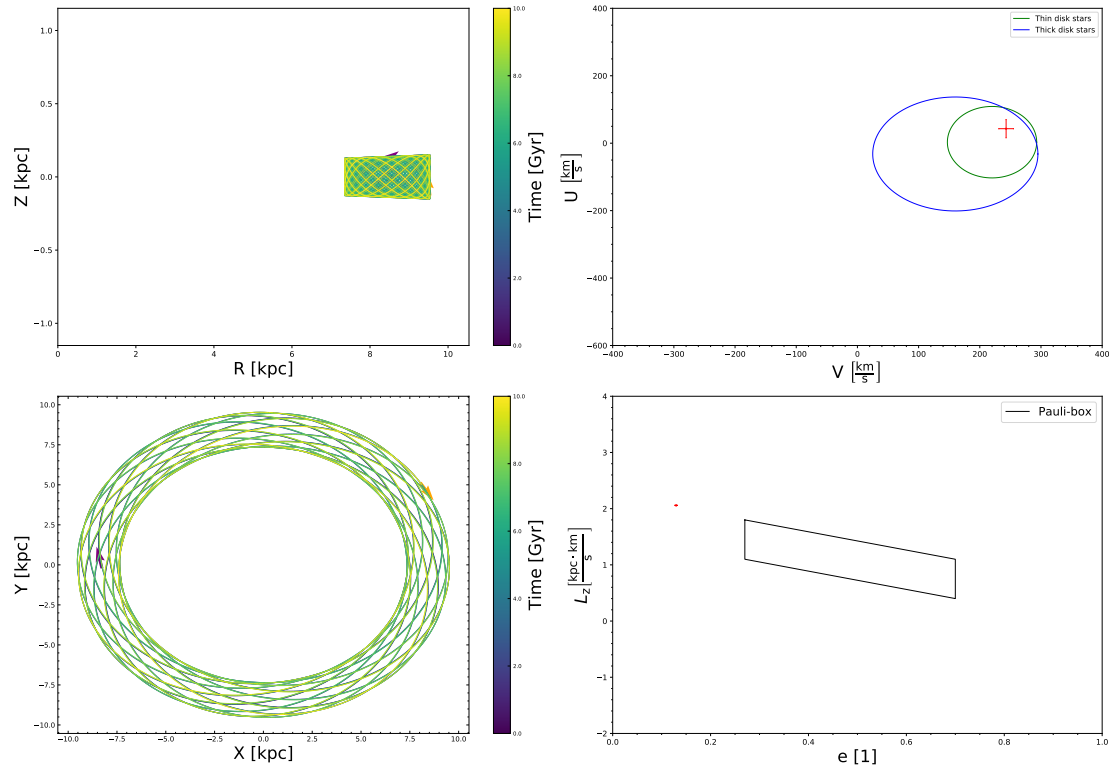 1.0
0.5
0.0
−0.5
−1.0
Z [kpc]
0 2 4 6 8 10
R [kpc]
10.0
8.0
6.0
4.0
2.0
0.0
Time [Gyr]
Thin disk stars
Thick disk stars
400
200
0
−200
−400
−600
U [km/s]
−400 −300 −200 −100 0 100 200 300 400
V [km/s]
10.0
7.5
5.0
2.5
0.0
−2.5
−5.0
−7.5
−10.0
Y [kpc]
−10.0 −7.5 −5.0 −2.5 0.0 2.5 5.0 7.5 10.0
X [kpc]
10.0
8.0
6.0
4.0
2.0
0.0
Time [Gyr]
Pauli-box
4
3
2
1
0
−1
−2
Lz [kpc·km/s]
0.0 0.2 0.4 0.6 0.8 1.0
e [1]